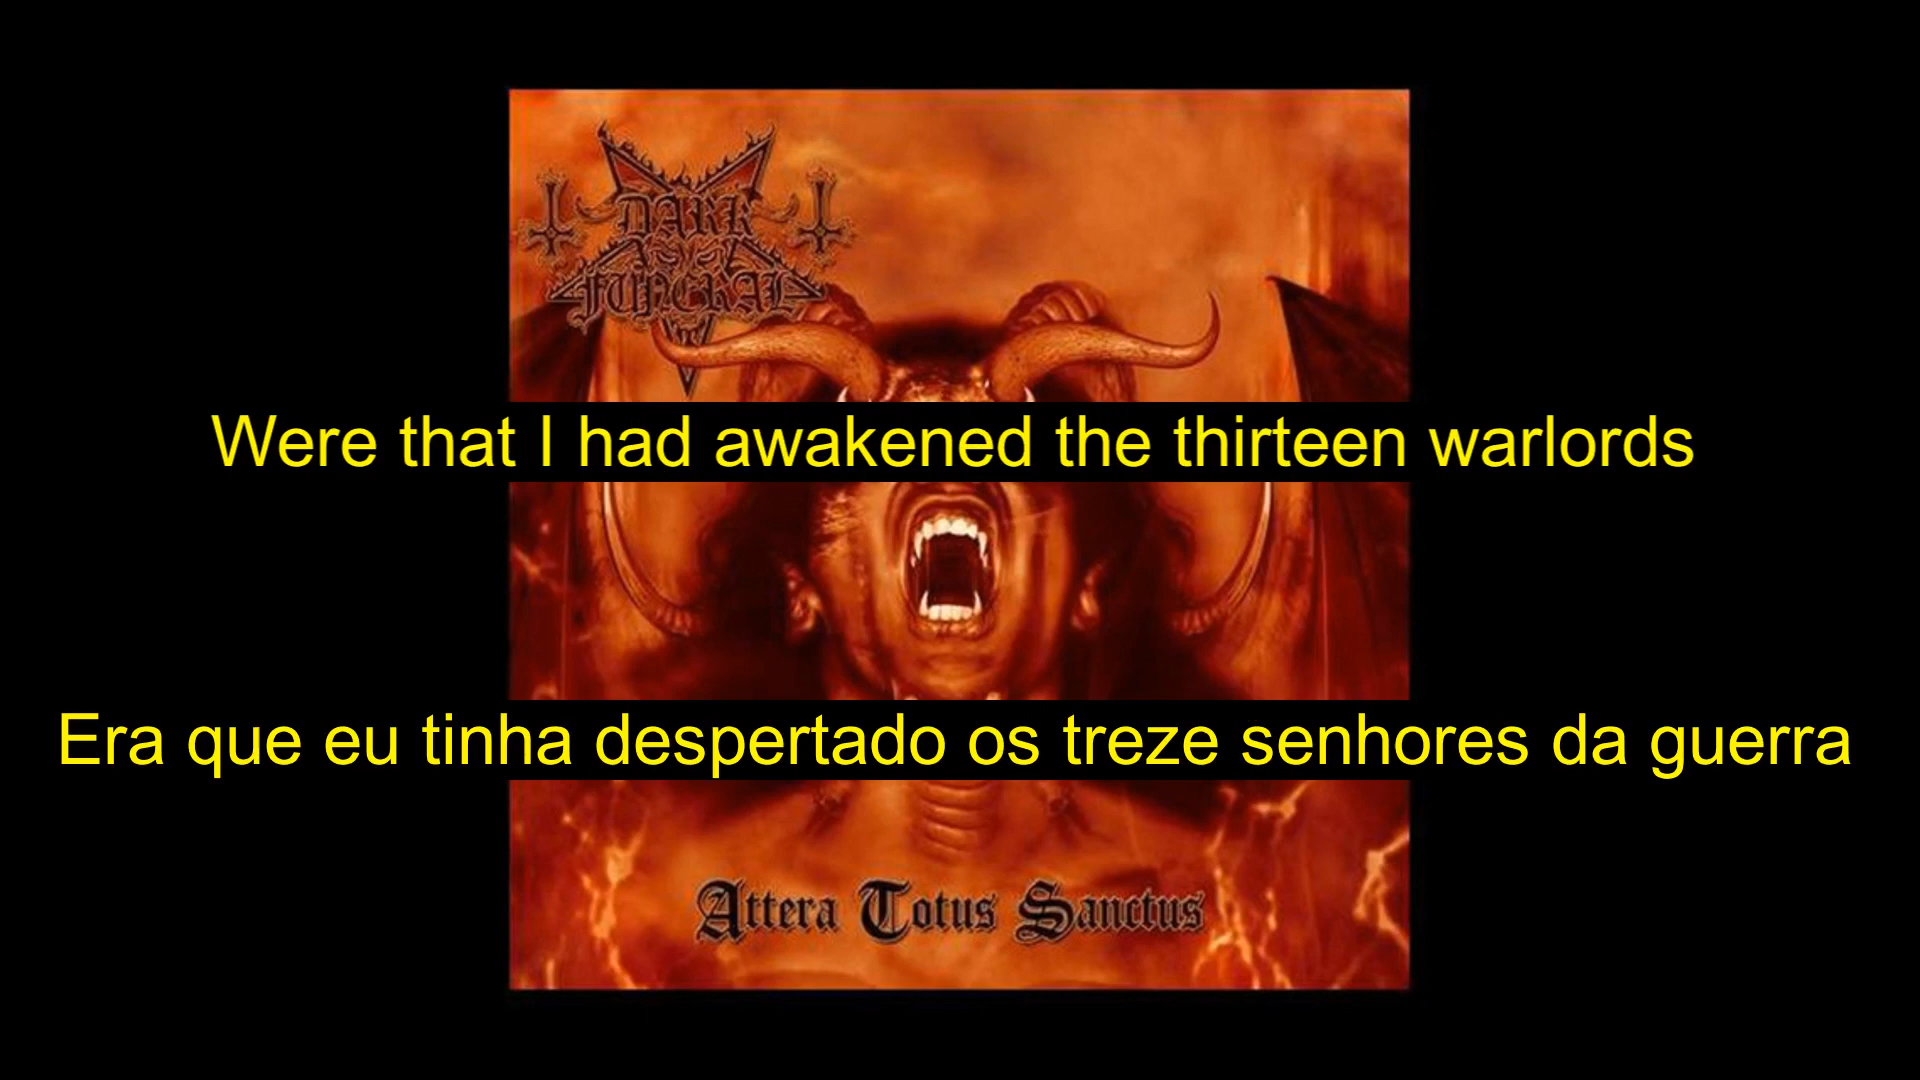 DARK
FUNERAL
Were that I had awakened the thirteen warlords
Era que eu tinha despertado os treze senhores da guerra
Attera Totus Sanctus